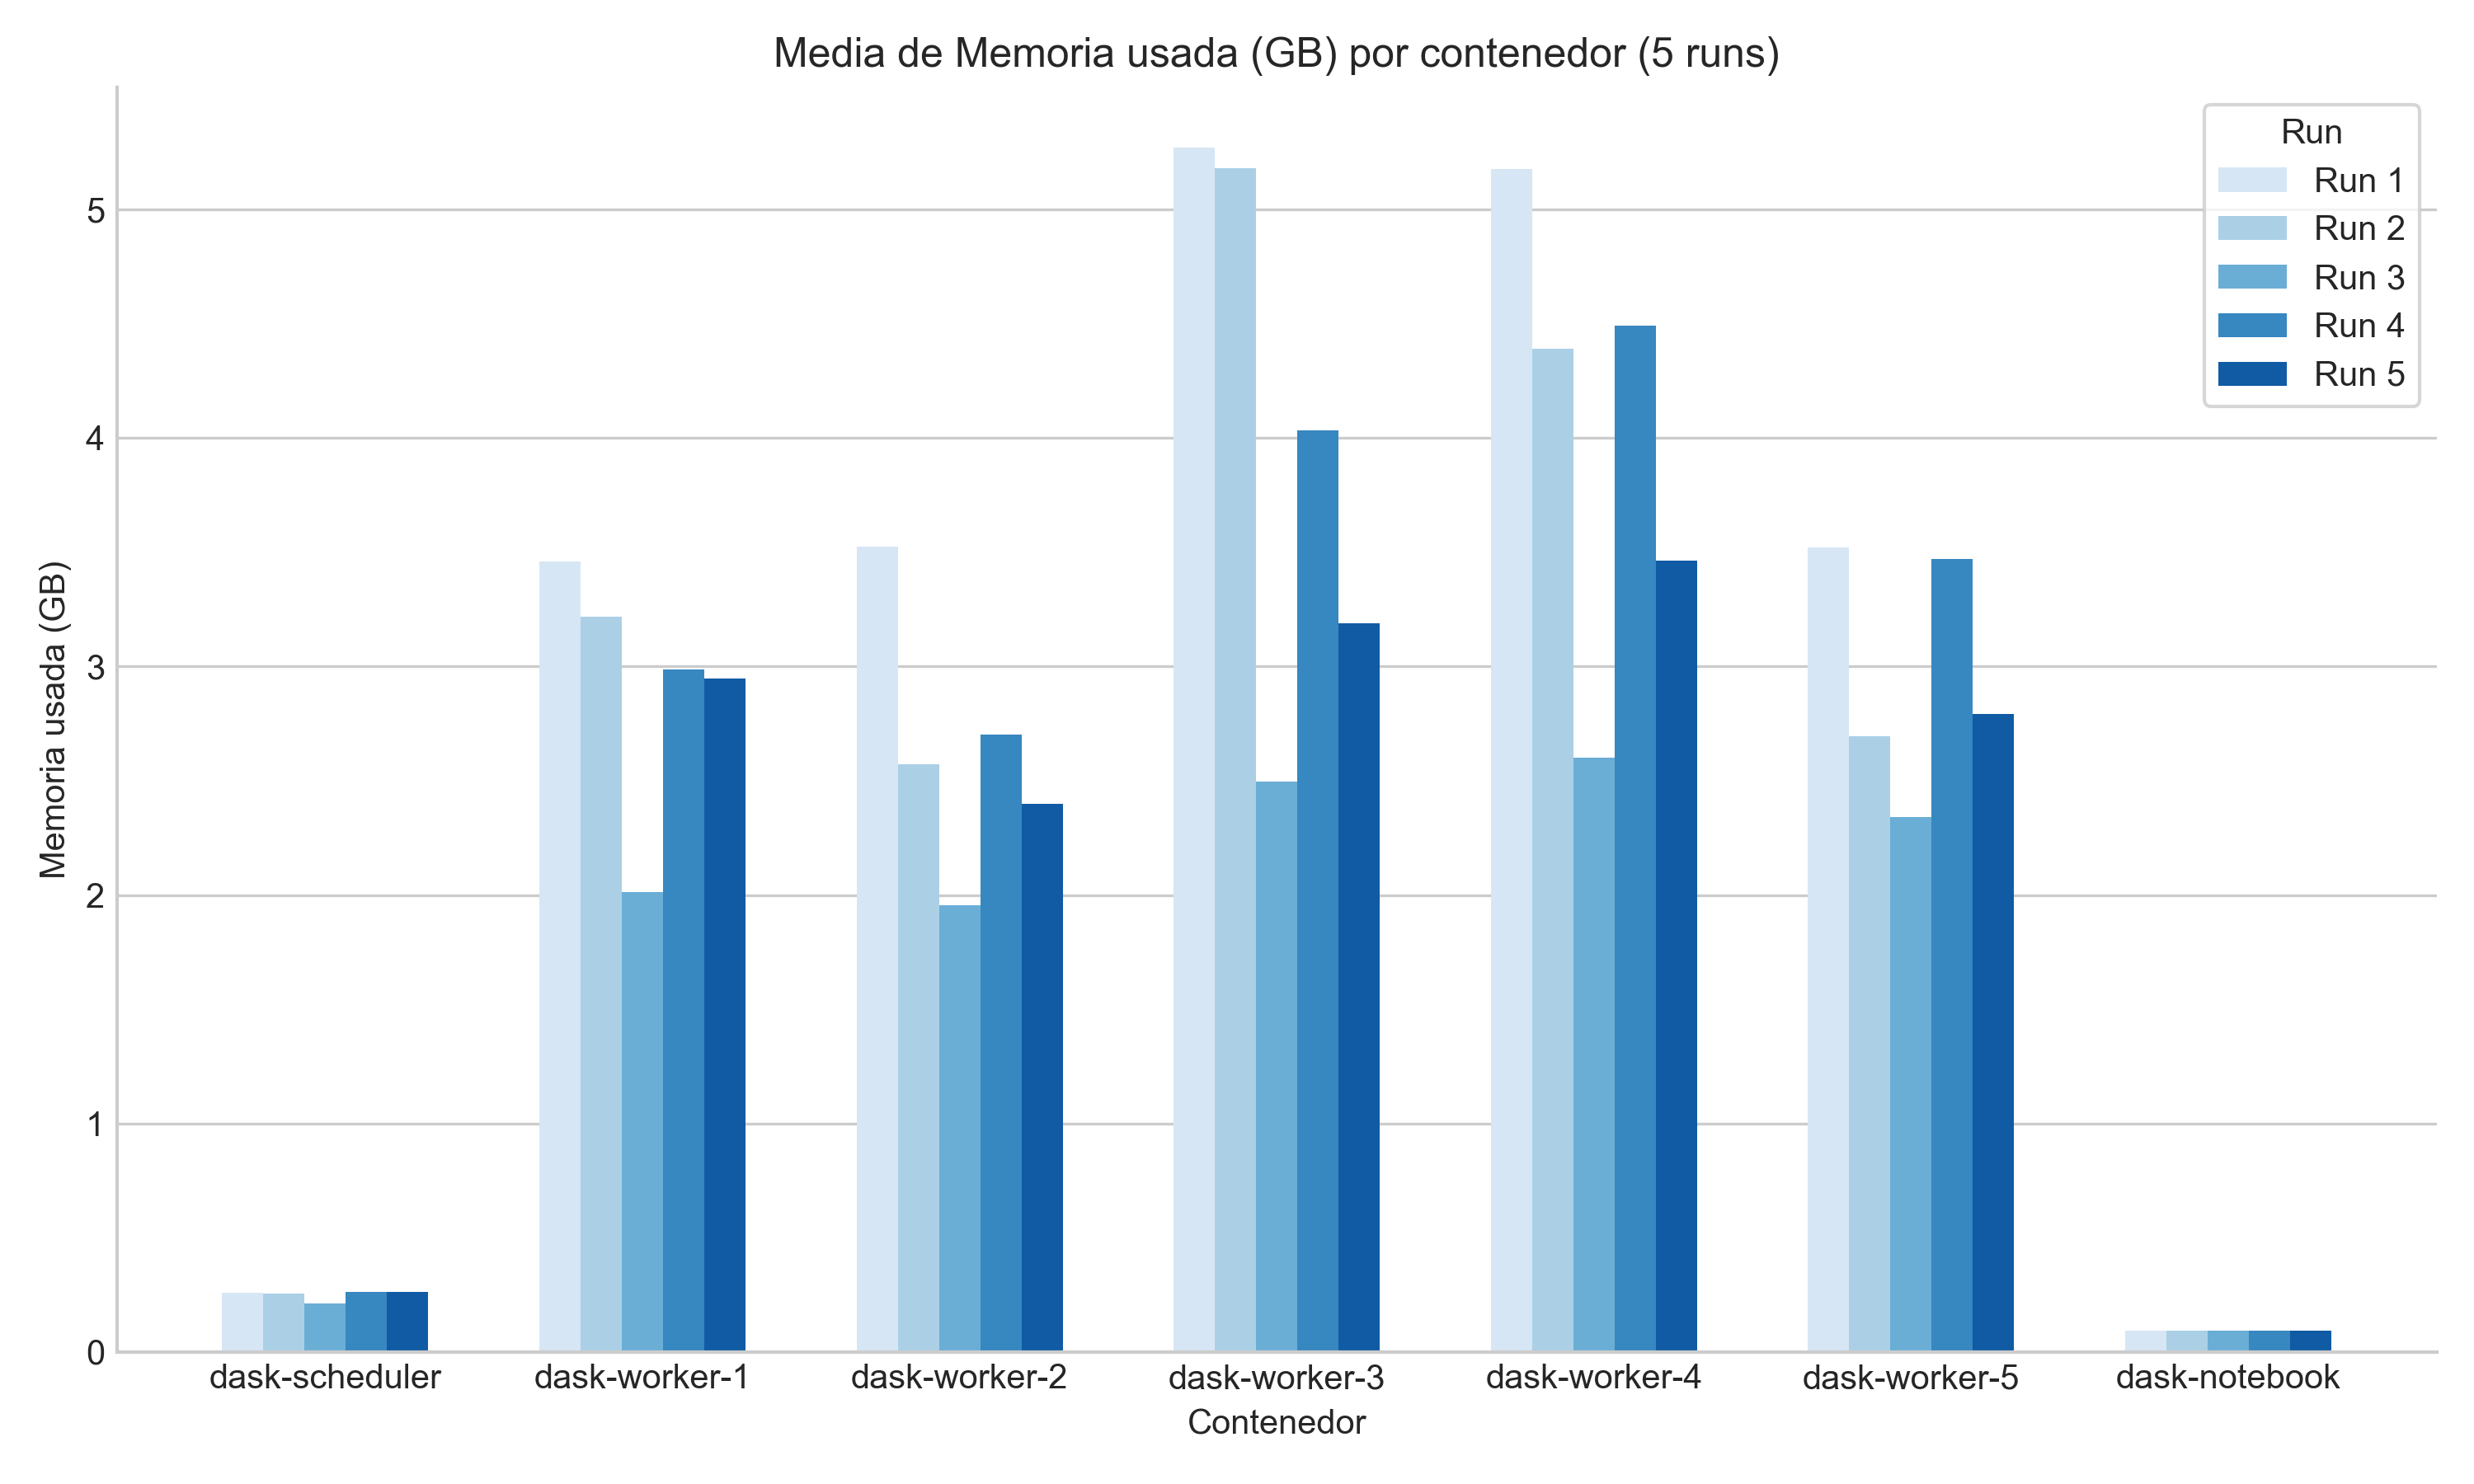 Media de Memoria usada (GB) por contenedor (5 runs)
Run
Run 1
Run 2
Run 3
Run 4
Run 5
Memoria usada (GB)
5
4
3
2
1
0
dask-scheduler
dask-worker-1
dask-worker-2
dask-worker-3
dask-worker-4
dask-worker-5
dask-notebook
Contenedor